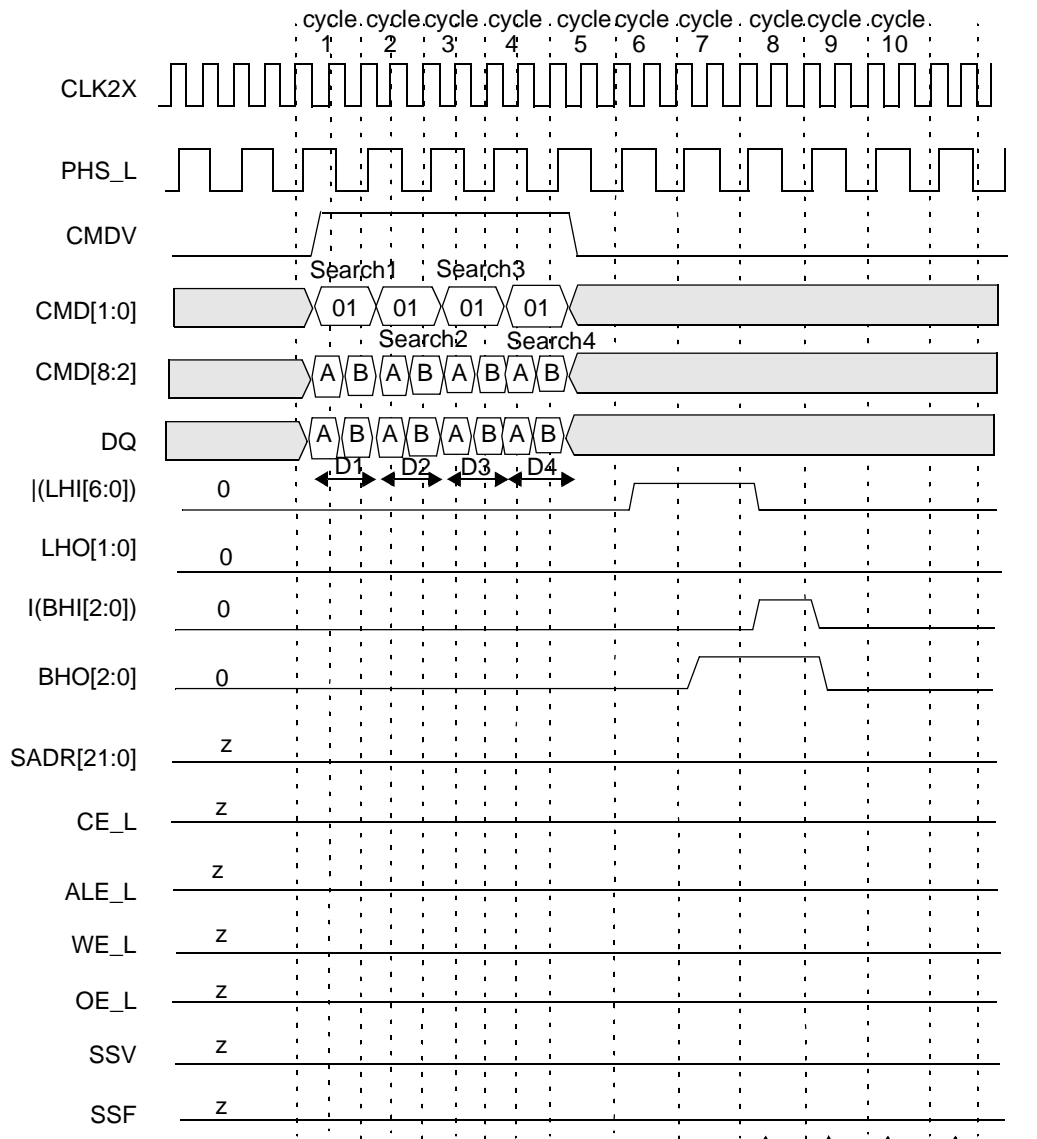 cycle cycle cycle cycle cycle cycle cycle cycle cycle cycle
1 2 3 4 5 6 7 8 9 10
CLK2X
PHS_L
CMDV
Search1 Search3
CMD[1:0] 01 01 01 01
Search2 Search4
CMD[8:2] A B A B A B A B
DQ A B A B A B A B
D1 D2 D3 D4
|(LHI[6:0]) 0
LHO[1:0] 0
I(BHI[2:0]) 0
BHO[2:0] 0
SADR[21:0] z
CE_L z
ALE_L z
WE_L z
OE_L z
SSV z
SSF z